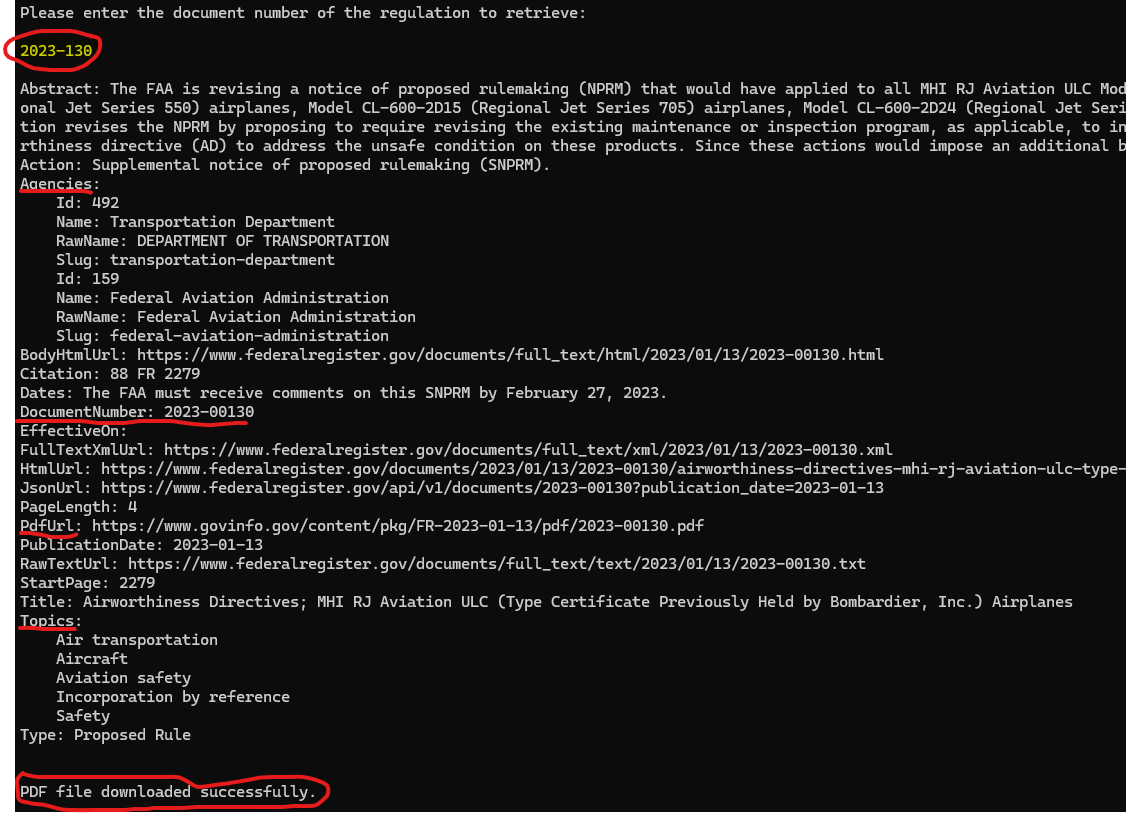 Please enter the document number of the regulation to retrieve:
2023-130
Abstract: The FAA is revising a notice of proposed rulemaking (NPRM) that would have applied to all MHI RJ Aviation ULC Mod
onal Jet Series 550) airplanes, Model CL-600-2D15 (Regional Jet Series 705) airplanes, Model CL-600-2D24 (Regional Jet Seri
tion revises the NPRM by proposing to require revising the existing maintenance or inspection program, as applicable, to in
rthiness directive (AD) to address the unsafe condition on these products. Since these actions would impose an additional b
Action: Supplemental notice of proposed rulemaking (SNPRM).
Agencies:
    Id: 492
    Name: Transportation Department
    RawName: DEPARTMENT OF TRANSPORTATION
    Slug: transportation-department
    Id: 159
    Name: Federal Aviation Administration
    RawName: Federal Aviation Administration
    Slug: federal-aviation-administration
BodyHtmlUrl: https://www.federalregister.gov/documents/full_text/html/2023/01/13/2023-00130.html
Citation: 88 FR 2279
Dates: The FAA must receive comments on this SNPRM by February 27, 2023.
DocumentNumber: 2023-00130
EffectiveOn:
FullTextXmlUrl: https://www.federalregister.gov/documents/full_text/xml/2023/01/13/2023-00130.xml
HtmlUrl: https://www.federalregister.gov/documents/2023/01/13/2023-00130/airworthiness-directives-mhi-rj-aviation-ulc-type-
JsonUrl: https://www.federalregister.gov/api/v1/documents/2023-00130?publication_date=2023-01-13
PageLength: 4
PdfUrl: https://www.govinfo.gov/content/pkg/FR-2023-01-13/pdf/2023-00130.pdf
PublicationDate: 2023-01-13
RawTextUrl: https://www.federalregister.gov/documents/full_text/text/2023/01/13/2023-00130.txt
StartPage: 2279
Title: Airworthiness Directives; MHI RJ Aviation ULC (Type Certificate Previously Held by Bombardier, Inc.) Airplanes
Topics:
    Air transportation
    Aircraft
    Aviation safety
    Incorporation by reference
    Safety
Type: Proposed Rule
PDF file downloaded successfully.